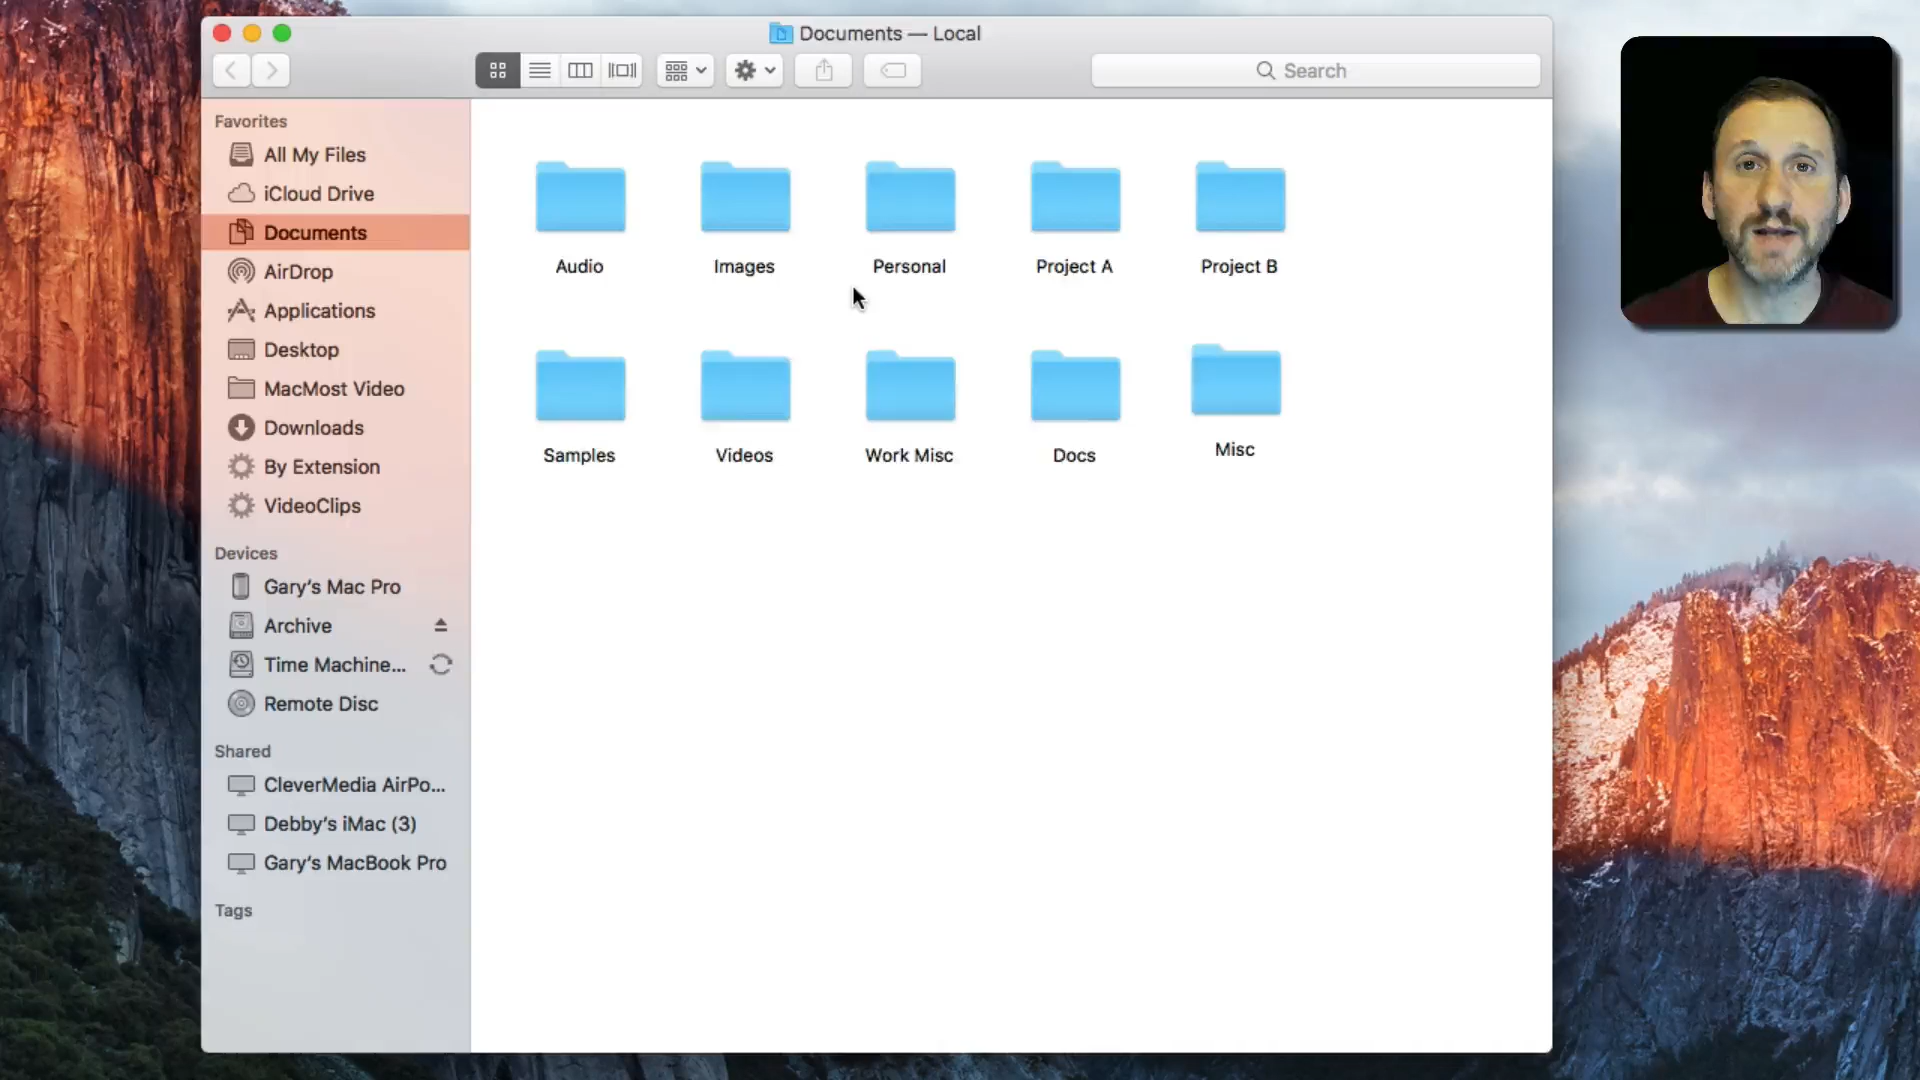 Documents — Local
Search
Favorites
All My Files
iCloud Drive
Documents
AirDrop
Applications
Desktop
MacMost Video
Downloads
By Extension
VideoClips
Devices
Gary's Mac Pro
Archive
Time Machine...
Remote Disc
Shared
CleverMedia AirPo...
Debby's iMac (3)
Gary's MacBook Pro
Tags
Audio Images Personal Project A Project B
Samples Videos Work Misc Docs Misc